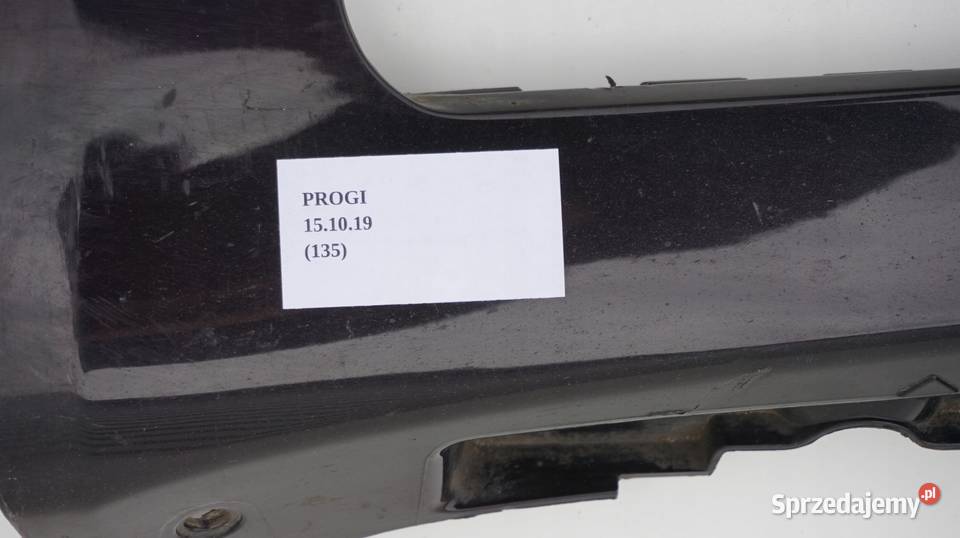 PROGI
15.10.19
(135)
Sprzedajemy.pl